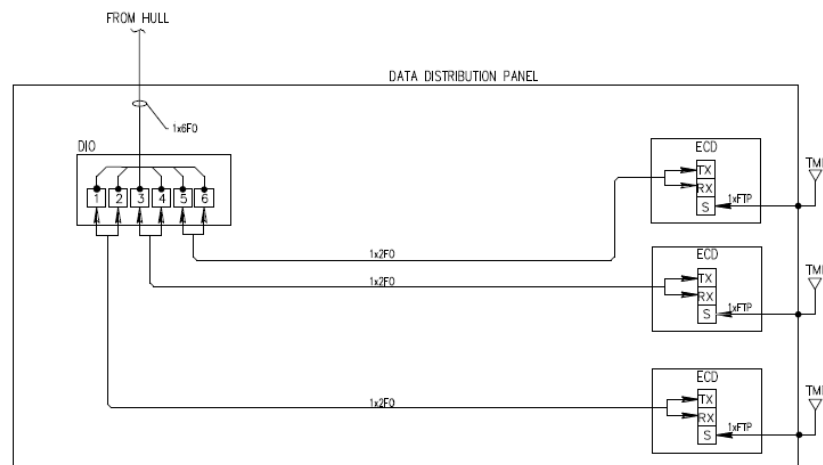 FROM HULL
DATA DISTRIBUTION PANEL
1x6FO
DIO
1 2 3 4 5 6
ECD
TX
RX
S
1xFTP
1x2FO
ECD
TX
RX
S
1xFTP
1x2FO
ECD
TX
RX
S
1xFTP
1x2FO